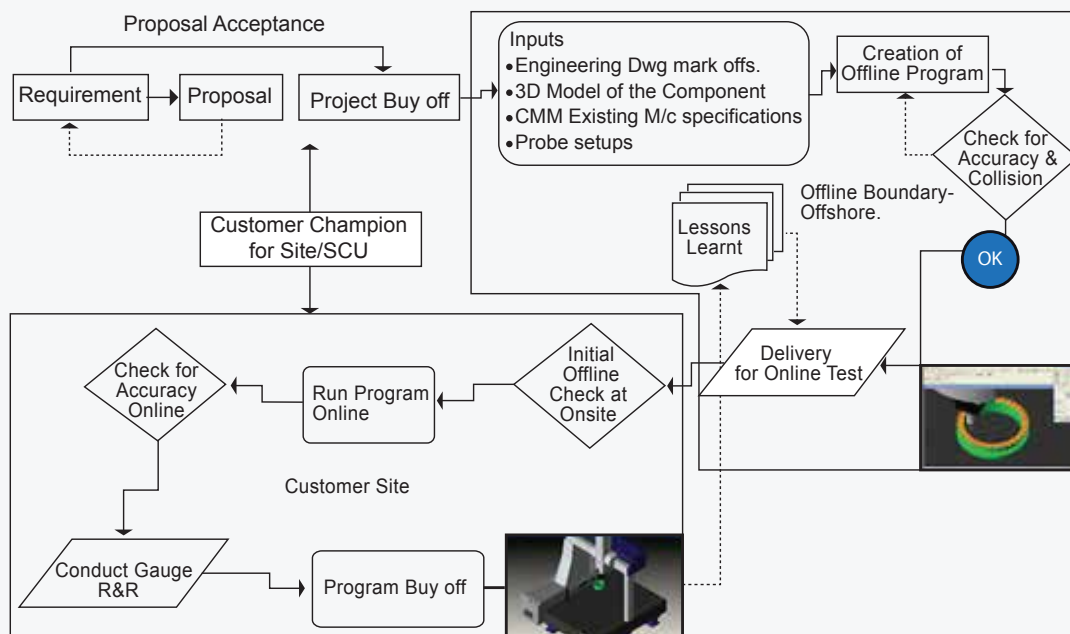 Proposal Acceptance
Requirement
Proposal
Project Buy off
Inputs
•Engineering Dwg mark offs.
•3D Model of the Component
•CMM Existing M/c specifications
•Probe setups
Creation of
Offline Program
Check for
Accuracy &
Collision
OK
Customer Champion
for Site/SCU
Lessons
Learnt
Offline Boundary-
Offshore.
Delivery
for Online Test
Initial
Offline
Check at
Onsite
Run Program
Online
Check for
Accuracy
Online
Customer Site
Conduct Gauge
R&R
Program Buy off